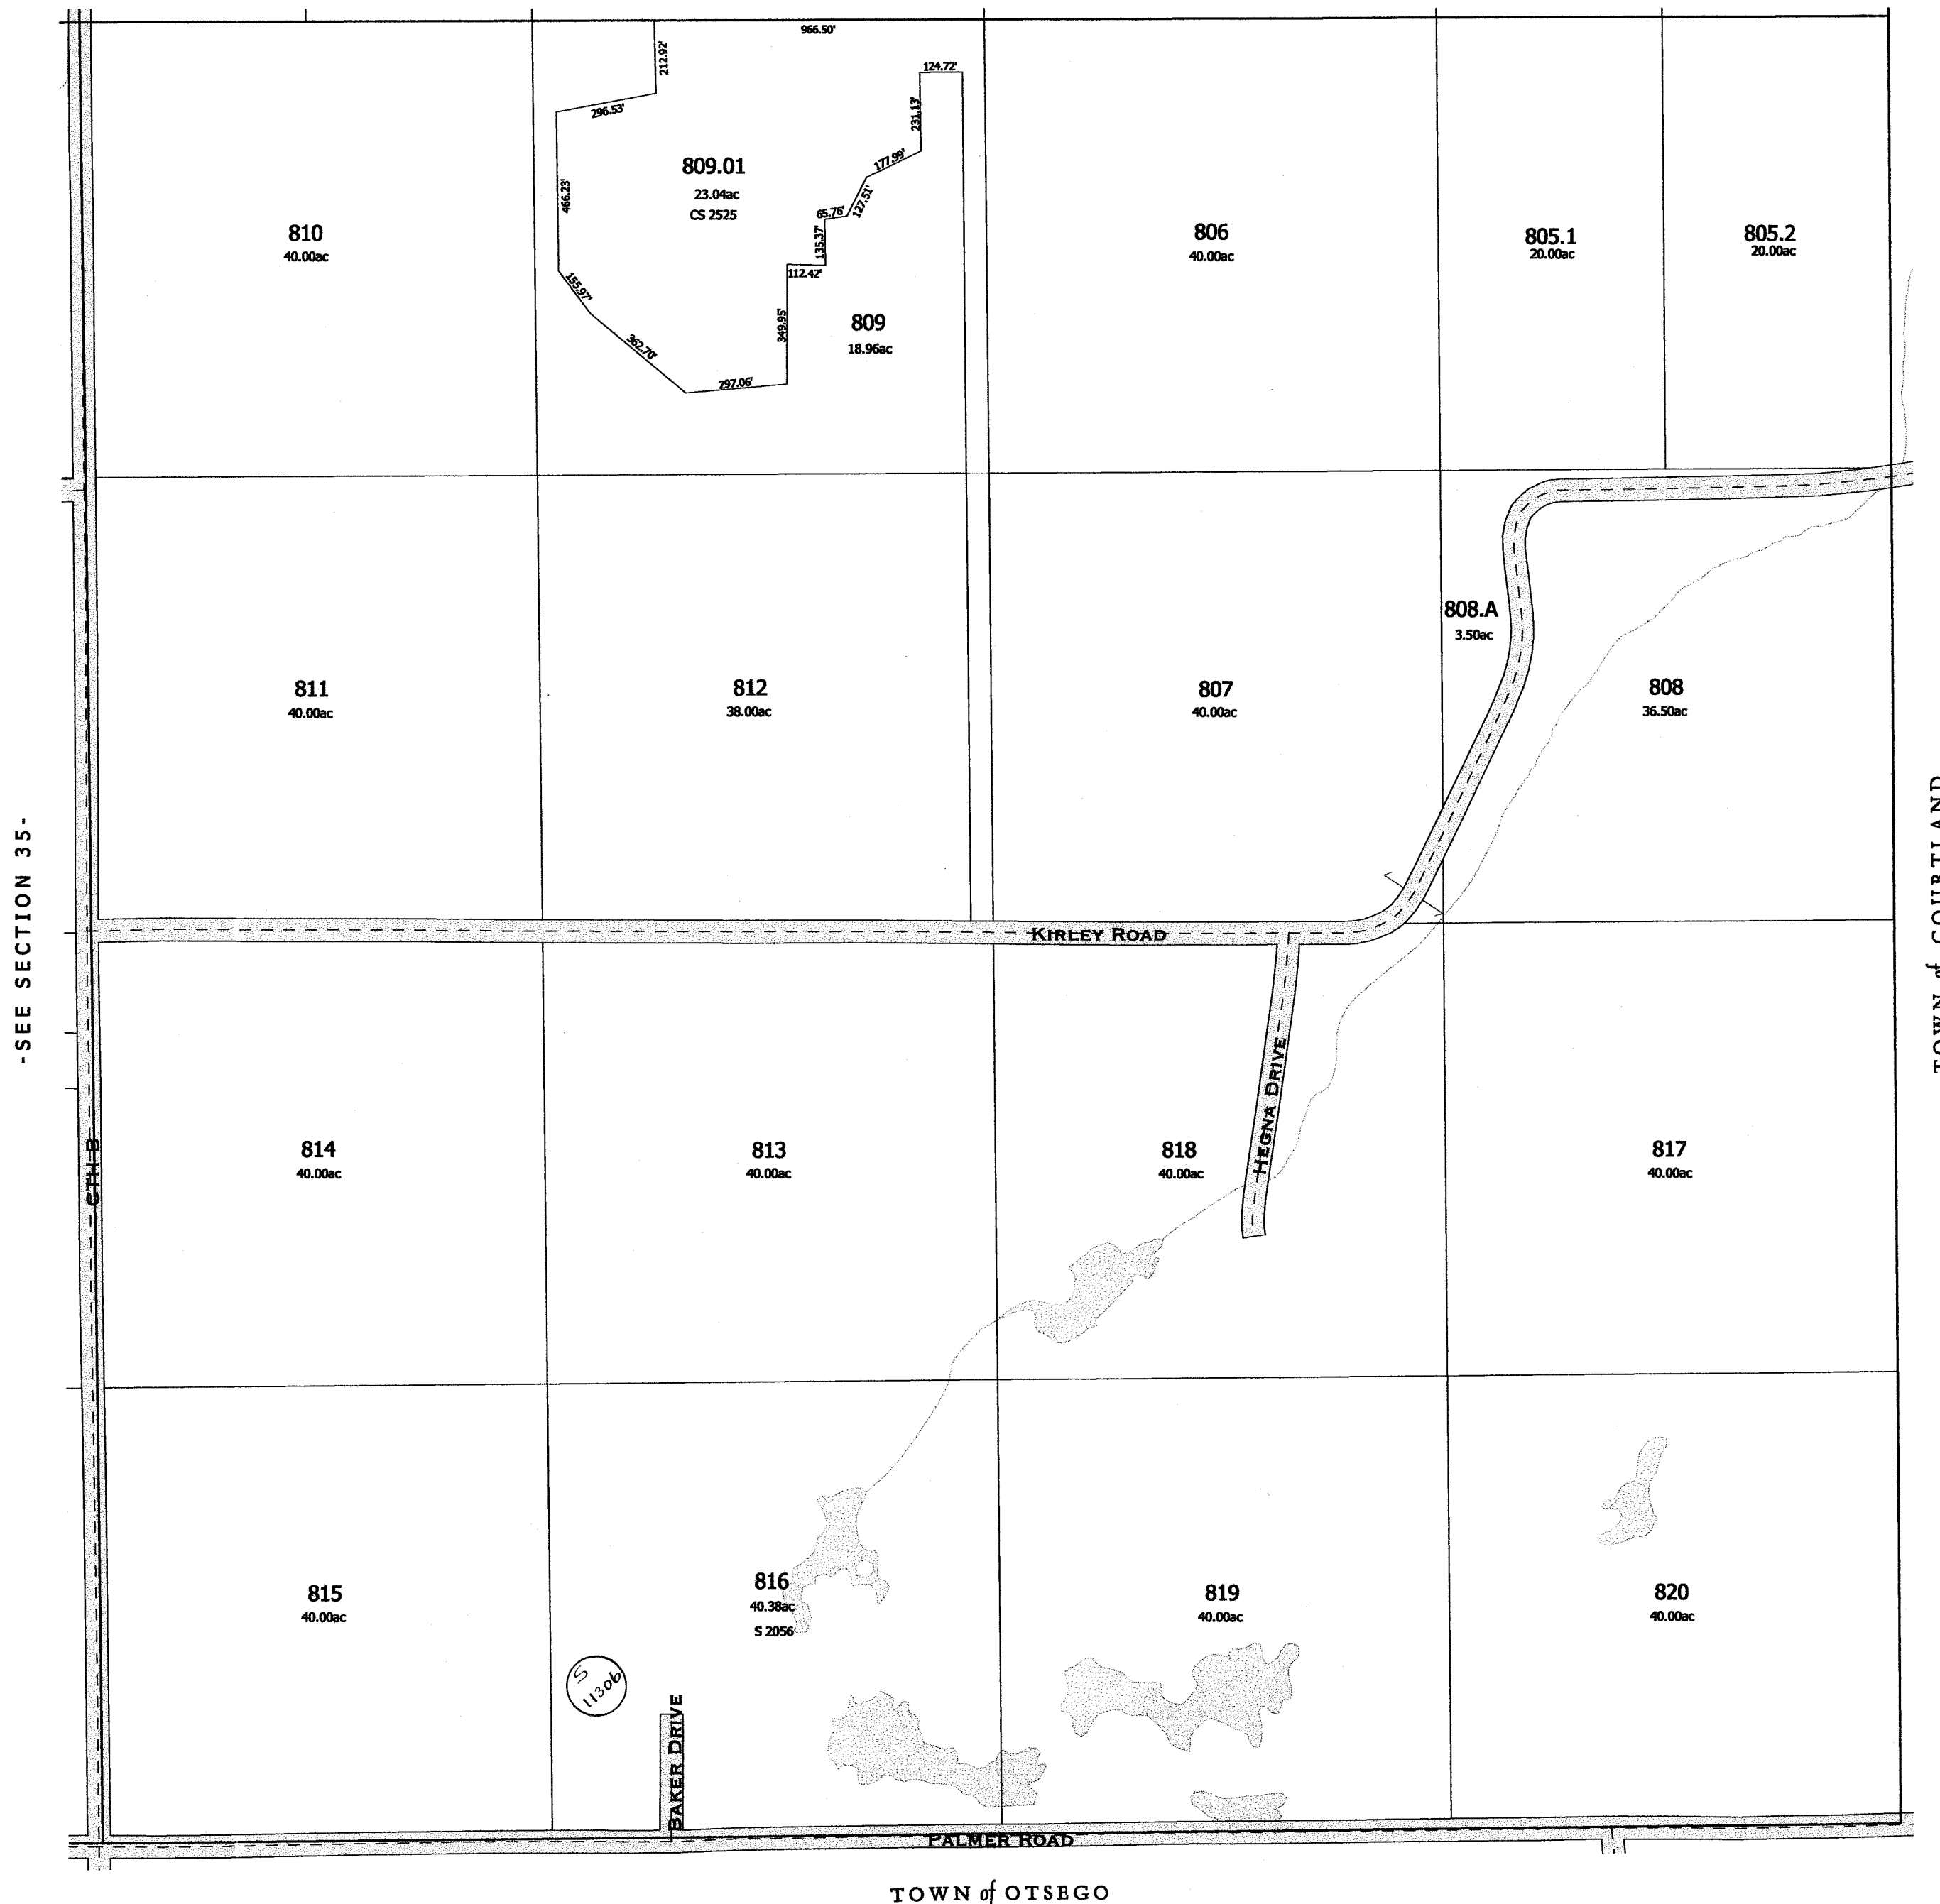 966.50'
212.92'
124.72'
296.53'
231.13'
177.99'
809.01
23.04ac
CS 2525
466.23'
127.51'
65.76'
135.37'
112.42'
155.97'
349.95'
362.70'
297.06'
810
40.00ac
809
18.96ac
806
40.00ac
805.1
20.00ac
805.2
20.00ac
808.A
3.50ac
811
40.00ac
812
38.00ac
807
40.00ac
808
36.50ac
-SEE SECTION 35-
TOWN of COURTLAND
KIRLEY ROAD
HEGNA DRIVE
CTH B
814
40.00ac
813
40.00ac
818
40.00ac
817
40.00ac
815
40.00ac
816
40.38ac
S 2056
819
40.00ac
820
40.00ac
S
11306
BAKER DRIVE
PALMER ROAD
TOWN of OTSEGO